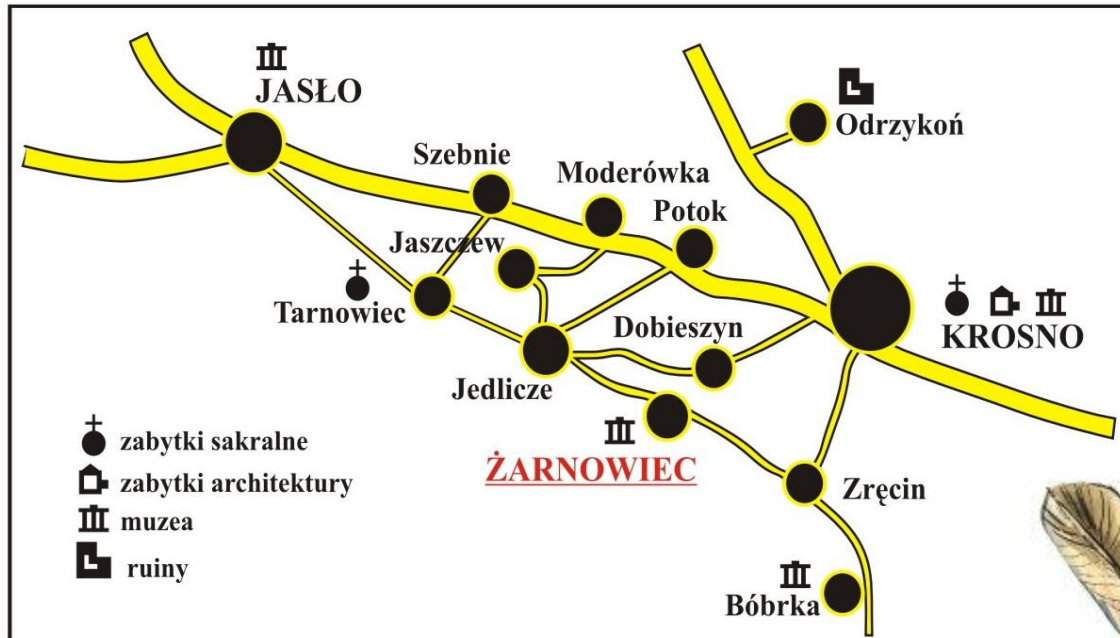 JASŁO
Odrzykoń
Szebnie
Moderówka
Potok
Jaszczew
Tarnowiec
Dobieszyn
KROSNO
Jedlicze
ŻARNOWIEC
Zręcin
Bóbrka
zabytki sakralne
zabytki architektury
muzea
ruiny